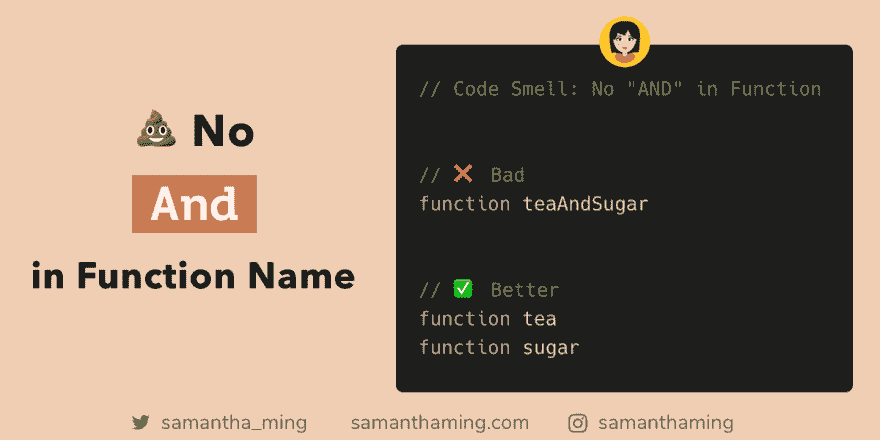 💩 No
And
in Function Name
// Code Smell: No "AND" in Function
// ❌ Bad
function teaAndSugar
// ✅ Better
function tea
function sugar
samantha_ming samanthaming.com samanthaming